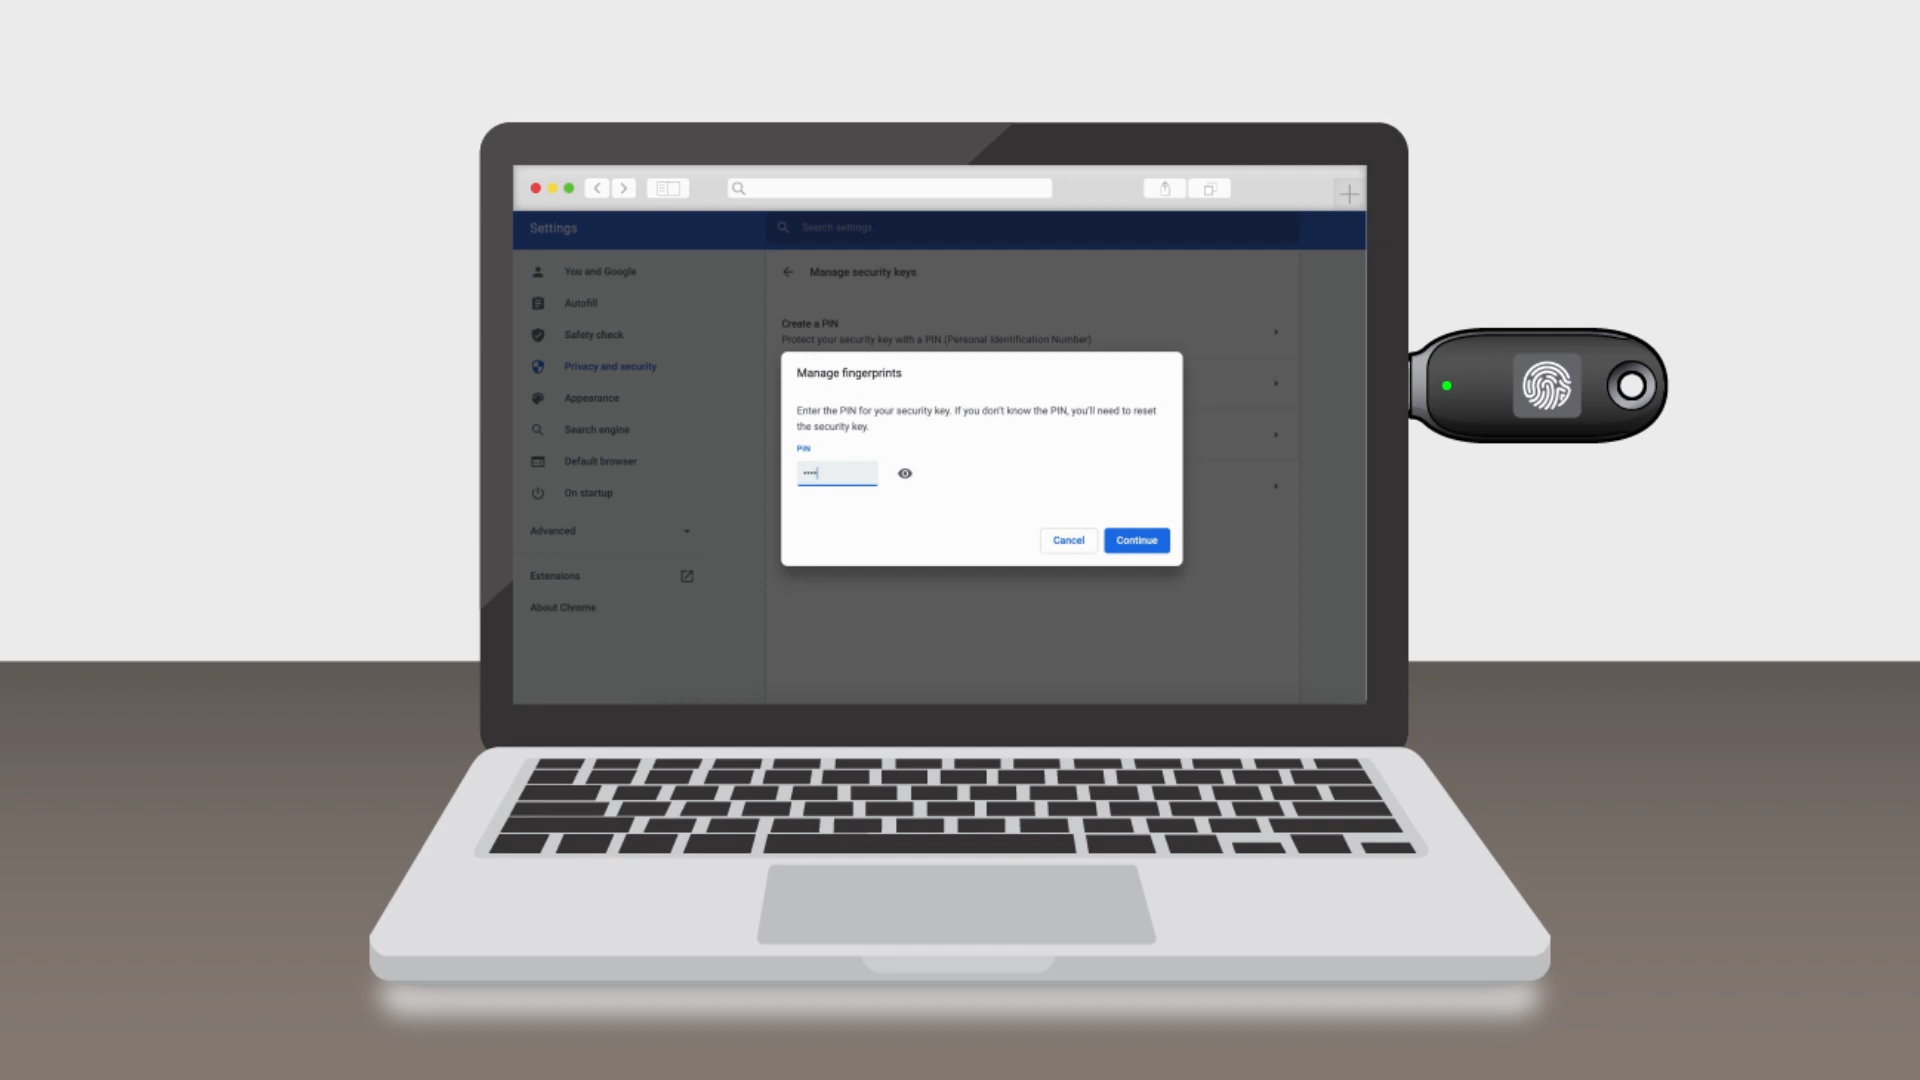 Settings
Search settings
You and Google
Autofill
Safety check
Privacy and security
Appearance
Search engine
Default browser
On startup
Advanced
Extensions
About Chrome
Manage security keys
Create a PIN
Protect your security key with a PIN (Personal Identification Number)
Manage fingerprints
Enter the PIN for your security key. If you don't know the PIN, you'll need to reset
the security key.
PIN
••••
Cancel
Continue